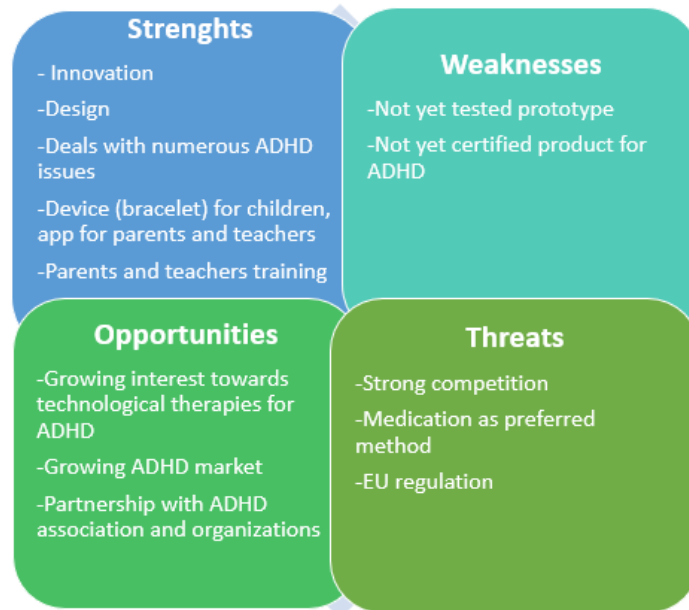 Strenghts
- Innovation
-Design
-Deals with numerous ADHD
issues
-Device (bracelet) for children,
app for parents and teachers
-Parents and teachers training
Weaknesses
-Not yet tested prototype
-Not yet certified product for
ADHD
Opportunities
-Growing interest towards
technological therapies for
ADHD
-Growing ADHD market
-Partnership with ADHD
association and organizations
Threats
-Strong competition
-Medication as preferred
method
-EU regulation